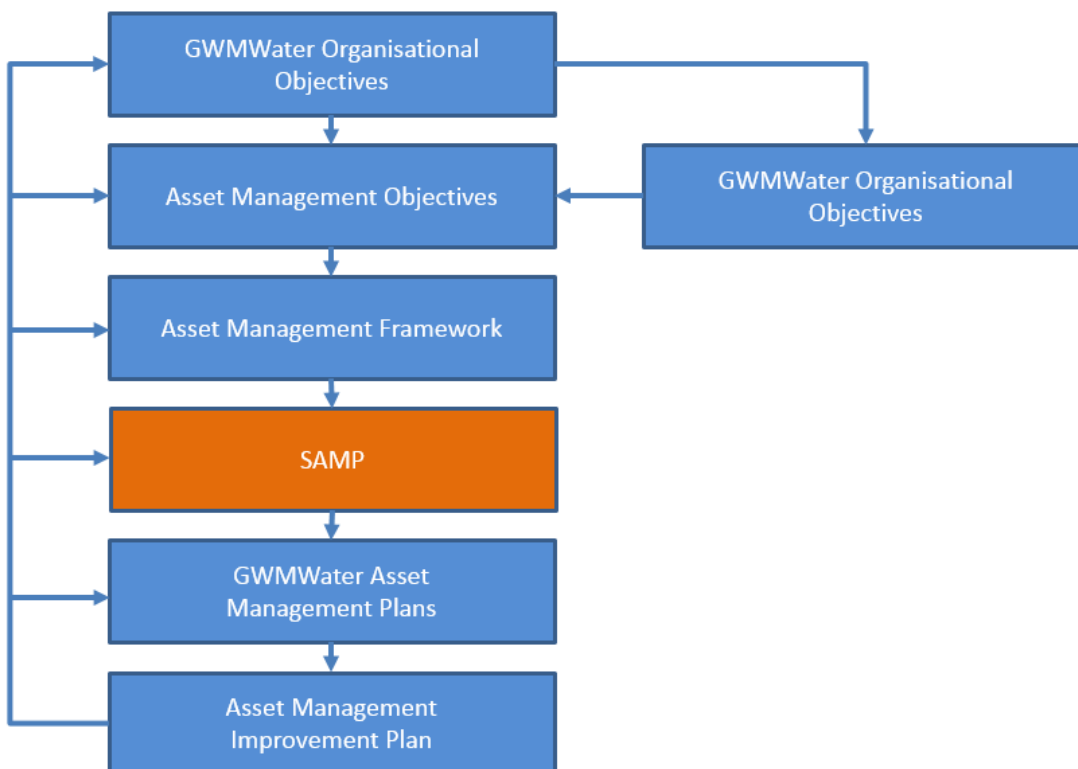 GWMWater Organisational
Objectives
Asset Management Objectives
GWMWater Organisational
Objectives
Asset Management Framework
SAMP
GWMWater Asset
Management Plans
Asset Management
Improvement Plan